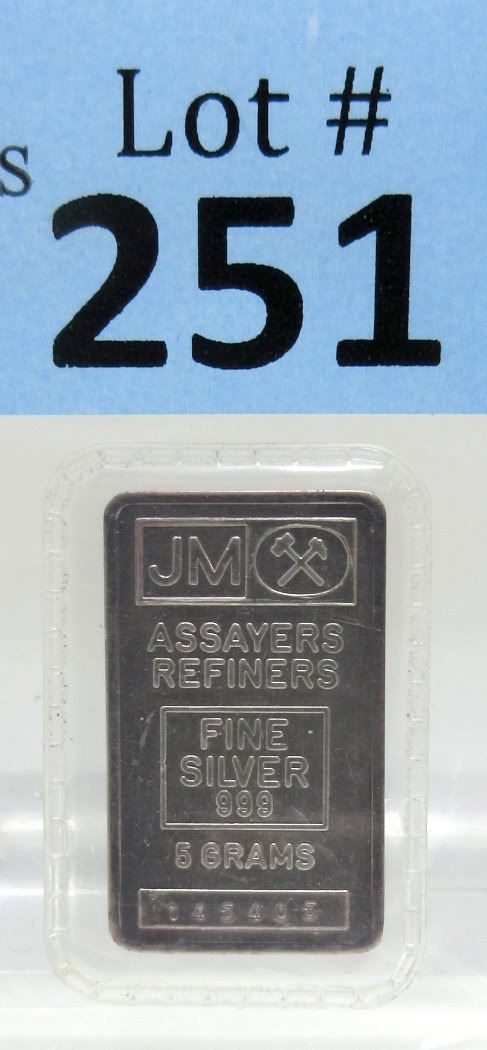 Lot #
s
251
JM
ASSAYERS
REFINERS
FINE
SILVER
999
5 GRAMS